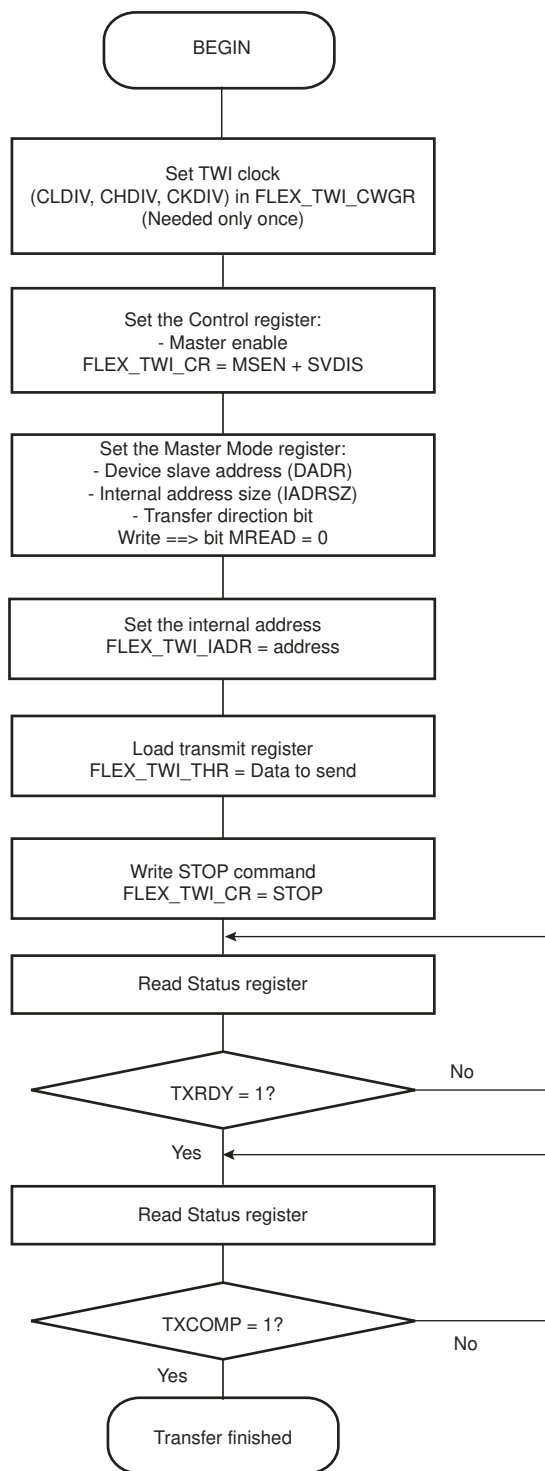 BEGIN
Set TWI clock
(CLDIV, CHDIV, CKDIV) in FLEX_TWI_CWGR
(Needed only once)
Set the Control register:
- Master enable
FLEX_TWI_CR = MSEN + SVDIS
Set the Master Mode register:
- Device slave address (DADR)
- Internal address size (IADRSZ)
- Transfer direction bit
Write ==> bit MREAD = 0
Set the internal address
FLEX_TWI_IADR = address
Load transmit register
FLEX_TWI_THR = Data to send
Write STOP command
FLEX_TWI_CR = STOP
Read Status register
No
TXRDY = 1?
Yes
Read Status register
TXCOMP = 1?
No
Yes
Transfer finished